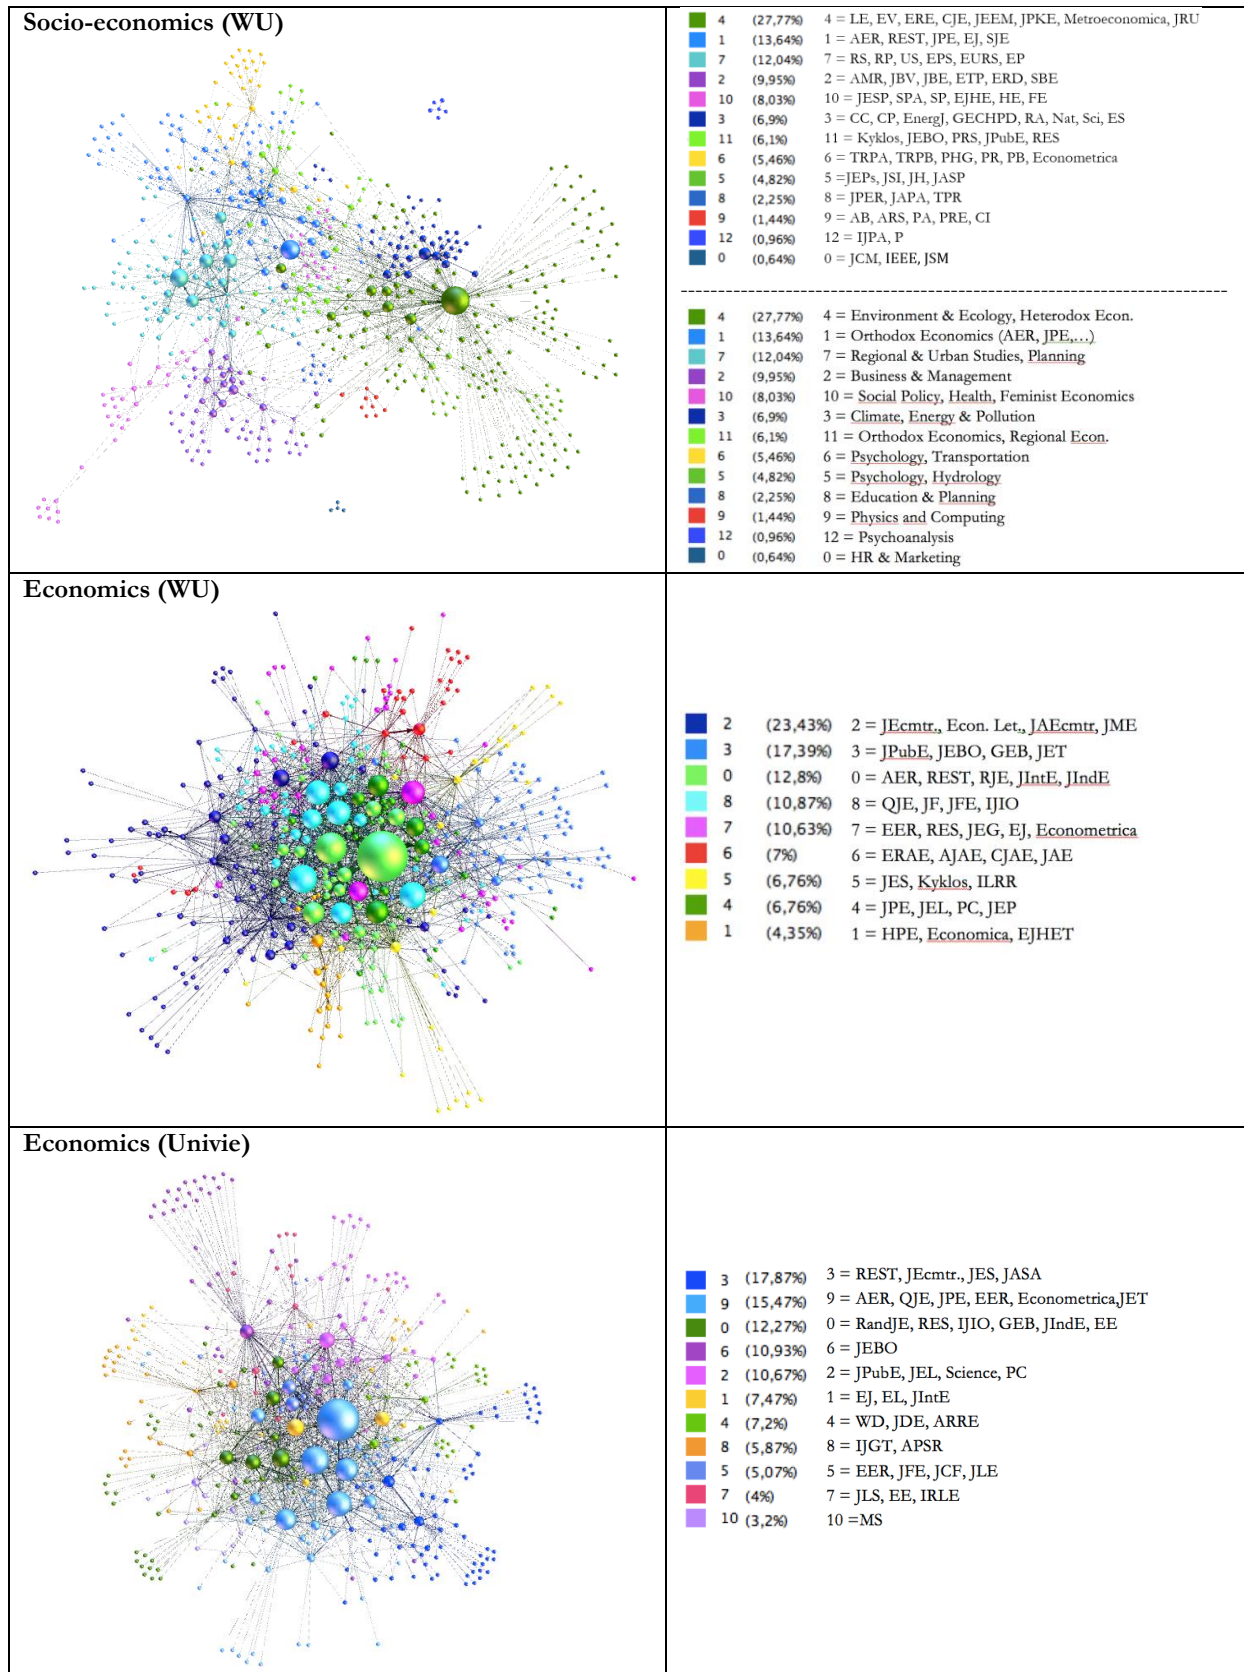 Socio-economics (WU)
4 (27,77%) 4 = LE, EV, ERE, CJE, JEEM, JPKE, Metroeconomica, JRU
1 (13,64%) 1 = AER, REST, JPE, EJ, SJE
7 (12,04%) 7 = RS, RP, US, EPS, EURS, EP
2 (9,95%) 2 = AMR, JBV, JBE, ETP, ERD, SBE
10 (8,03%) 10 = JESP, SPA, SP, EJHE, HE, FE
3 (6,9%) 3 = CC, CP, EnergJ, GECHPD, RA, Nat, Sci, ES
11 (6,1%) 11 = Kyklos, JEBO, PRS, JPubE, RES
6 (5,46%) 6 = TRPA, TRPB, PHG, PR, PB, Econometrica
5 (4,82%) 5 =JEPs, JSI, JH, JASP
8 (2,25%) 8 = JPER, JAPA, TPR
9 (1,44%) 9 = AB, ARS, PA, PRE, CI
12 (0,96%) 12 = IJPA, P
0 (0,64%) 0 = JCM, IEEE, JSM
4 (27,77%) 4 = Environment & Ecology, Heterodox Econ.
1 (13,64%) 1 = Orthodox Economics (AER, JPE,…)
7 (12,04%) 7 = Regional & Urban Studies, Planning
2 (9,95%) 2 = Business & Management
10 (8,03%) 10 = Social Policy, Health, Feminist Economics
3 (6,9%) 3 = Climate, Energy & Pollution
11 (6,1%) 11 = Orthodox Economics, Regional Econ.
6 (5,46%) 6 = Psychology, Transportation
5 (4,82%) 5 = Psychology, Hydrology
8 (2,25%) 8 = Education & Planning
9 (1,44%) 9 = Physics and Computing
12 (0,96%) 12 = Psychoanalysis
0 (0,64%) 0 = HR & Marketing
Economics (WU)
2 (23,43%) 2 = JEcmtr., Econ. Let., JAEcmtr, JME
3 (17,39%) 3 = JPubE, JEBO, GEB, JET
0 (12,8%) 0 = AER, REST, RJE, JIntE, JIndE
8 (10,87%) 8 = QJE, JF, JFE, IJIO
7 (10,63%) 7 = EER, RES, JEG, EJ, Econometrica
6 (7%) 6 = ERAE, AJAE, CJAE, JAE
5 (6,76%) 5 = JES, Kyklos, ILRR
4 (6,76%) 4 = JPE, JEL, PC, JEP
1 (4,35%) 1 = HPE, Economica, EJHET
Economics (Univie)
3 (17,87%) 3 = REST, JEcmtr., JES, JASA
9 (15,47%) 9 = AER, QJE, JPE, EER, Econometrica,JET
0 (12,27%) 0 = RandJE, RES, IJIO, GEB, JIndE, EE
6 (10,93%) 6 = JEBO
2 (10,67%) 2 = JPubE, JEL, Science, PC
1 (7,47%) 1 = EJ, EL, JIntE
4 (7,2%) 4 = WD, JDE, ARRE
8 (5,87%) 8 = IJGT, APSR
5 (5,07%) 5 = EER, JFE, JCF, JLE
7 (4%) 7 = JLS, EE, IRLE
10 (3,2%) 10 =MS